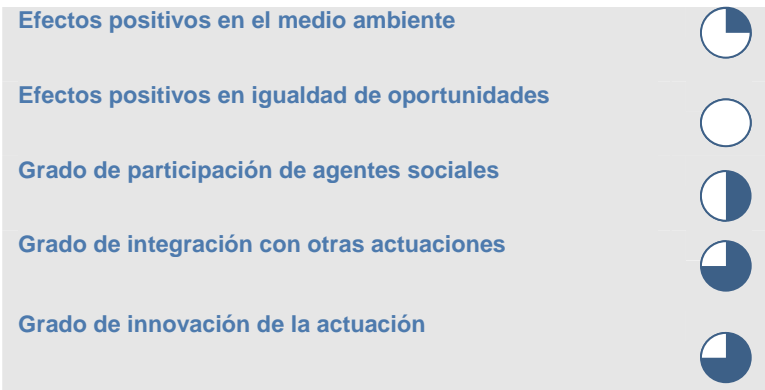 Efectos positivos en el medio ambiente
Efectos positivos en igualdad de oportunidades
Grado de participación de agentes sociales
Grado de integración con otras actuaciones
Grado de innovación de la actuación